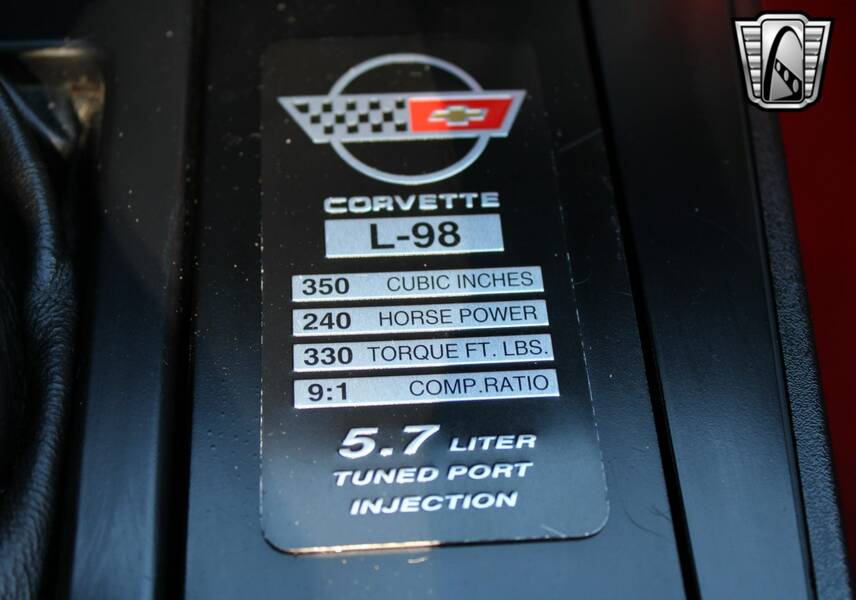 CORVETTE
L-98
350 CUBIC INCHES
240 HORSE POWER
330 TORQUE FT. LBS.
9:1 COMP.RATIO
5.7 LITER
TUNED PORT
INJECTION